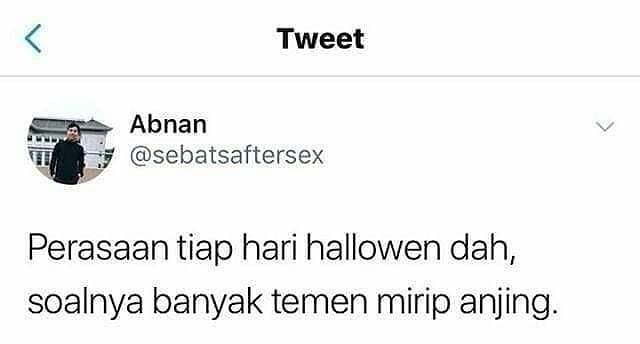 Tweet
Abnan
@sebatsaftersex
Perasaan tiap hari hallowen dah,
soalnya banyak temen mirip anjing.